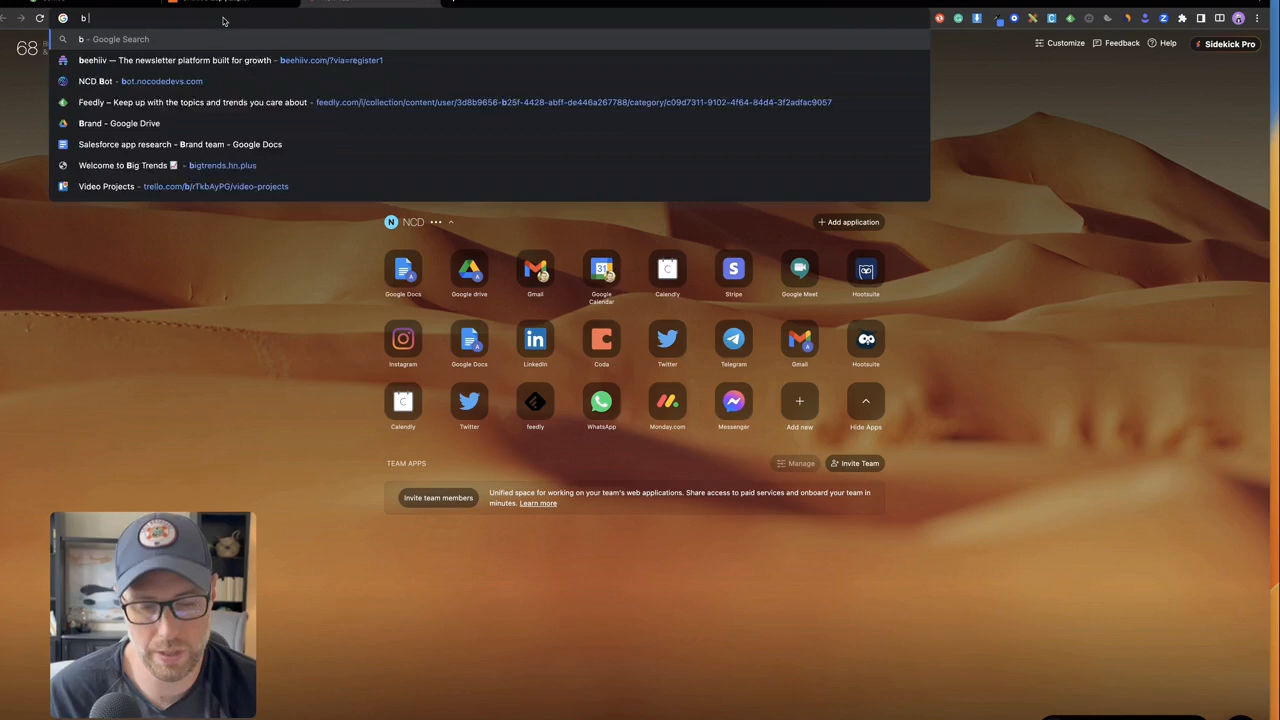 b
68
b - Google Search
beehiiv — The newsletter platform built for growth - beehiiv.com/?via=register1
NCD Bot - bot.nocodedevs.com
Feedly – Keep up with the topics and trends you care about - feedly.com/i/collection/content/user/3d8b9656-b25f-4428-abff-de446a267788/category/c09d7311-9102-4f64-84d4-3f2adfac9057
Brand - Google Drive
Salesforce app research - Brand team - Google Docs
Welcome to Big Trends - bigtrends.hn.plus
Video Projects - trello.com/b/rTkbAyPG/video-projects
Customize Feedback Help Sidekick Pro
N NCD ••• + Add application
Google Docs Google drive Gmail Google Calendar Calendly Stripe Google Meet Hootsuite
Instagram Google Docs LinkedIn Coda Twitter Telegram Gmail Hootsuite
Calendly Twitter feedly WhatsApp Monday.com Messenger Add new Hide Apps
TEAM APPS Manage Invite Team
Invite team members
Unified space for working on your team's web applications. Share access to paid services and onboard your team in
minutes. Learn more